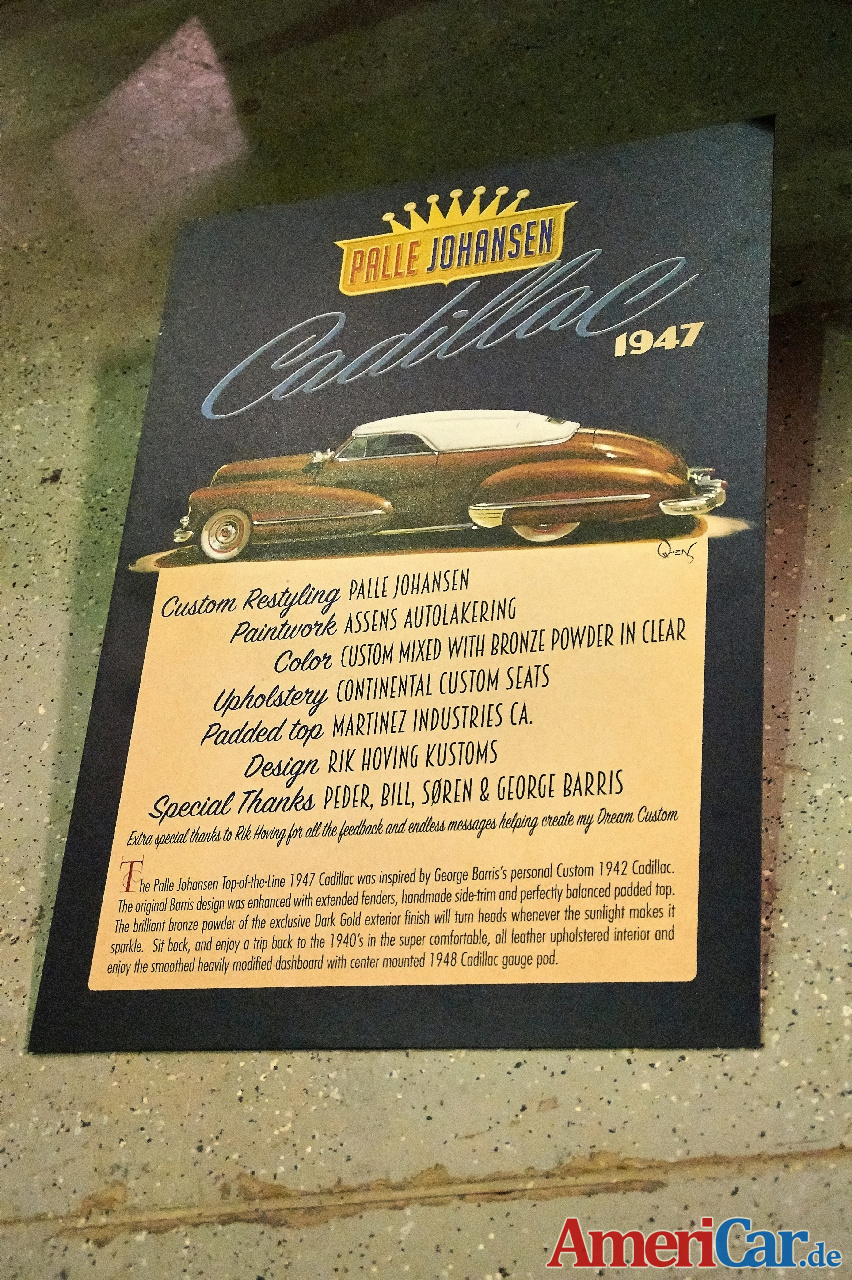 PALLE JOHANSEN
Cadillac
1947
Custom Restyling PALLE JOHANSEN
Paintwork ASSENS AUTOLAKERING
Color CUSTOM MIXED WITH BRONZE POWDER IN CLEAR
Upholstery CONTINENTAL CUSTOM SEATS
Padded top MARTINEZ INDUSTRIES CA.
Design RIK HOVING KUSTOMS
Special Thanks PEDER, BILL, SØREN & GEORGE BARRIS
Extra special thanks to Rik Hoving for all the feedback and endless messages helping create my Dream Custom
The Palle Johansen Top-of-the-Line 1947 Cadillac was inspired by George Barris's personal Custom 1942 Cadillac.
The original Barris design was enhanced with extended fenders, handmade side-trim and perfectly balanced padded top.
The brilliant bronze powder of the exclusive Dark Gold exterior finish will turn heads whenever the sunlight makes it
sparkle. Sit back, and enjoy a trip back to the 1940's in the super comfortable, all leather upholstered interior and
enjoy the smoothed heavily modified dashboard with center mounted 1948 Cadillac gauge pod.
AmeriCar.de